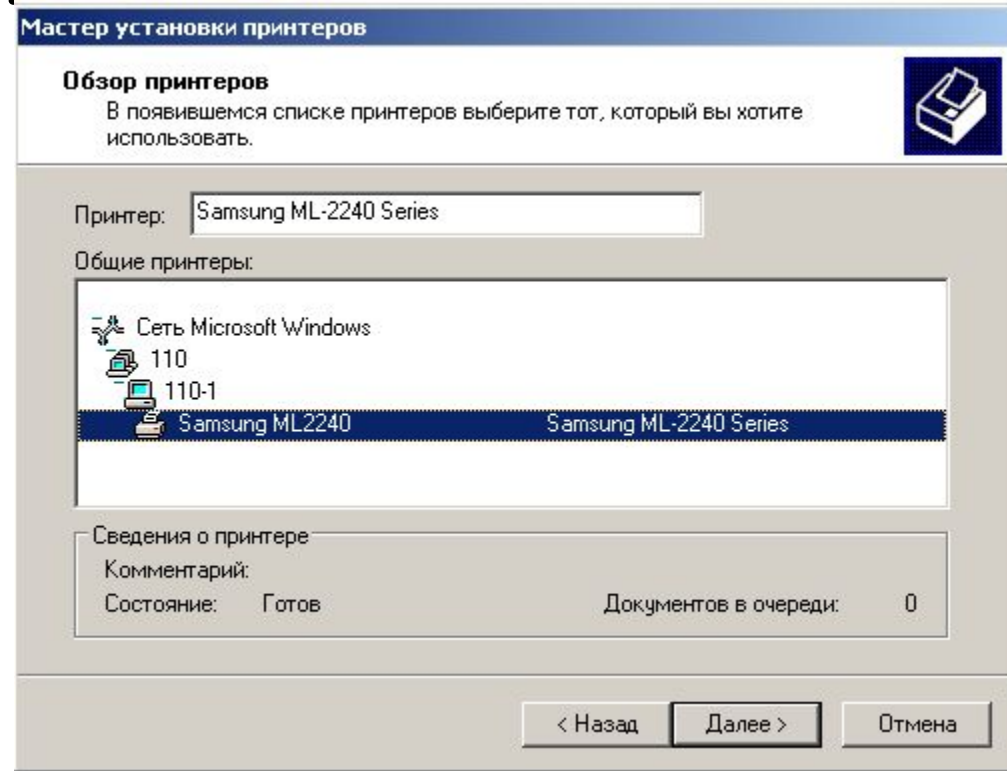 Мастер установки принтеров
Обзор принтеров
В появившемся списке принтеров выберите тот, который вы хотите
использовать.
Принтер: Samsung ML-2240 Series
Общие принтеры:
Сеть Microsoft Windows
110
110-1
Samsung ML2240 Samsung ML-2240 Series
Сведения о принтере
Комментарий:
Состояние: Готов Документов в очереди: 0
< Назад Далее > Отмена